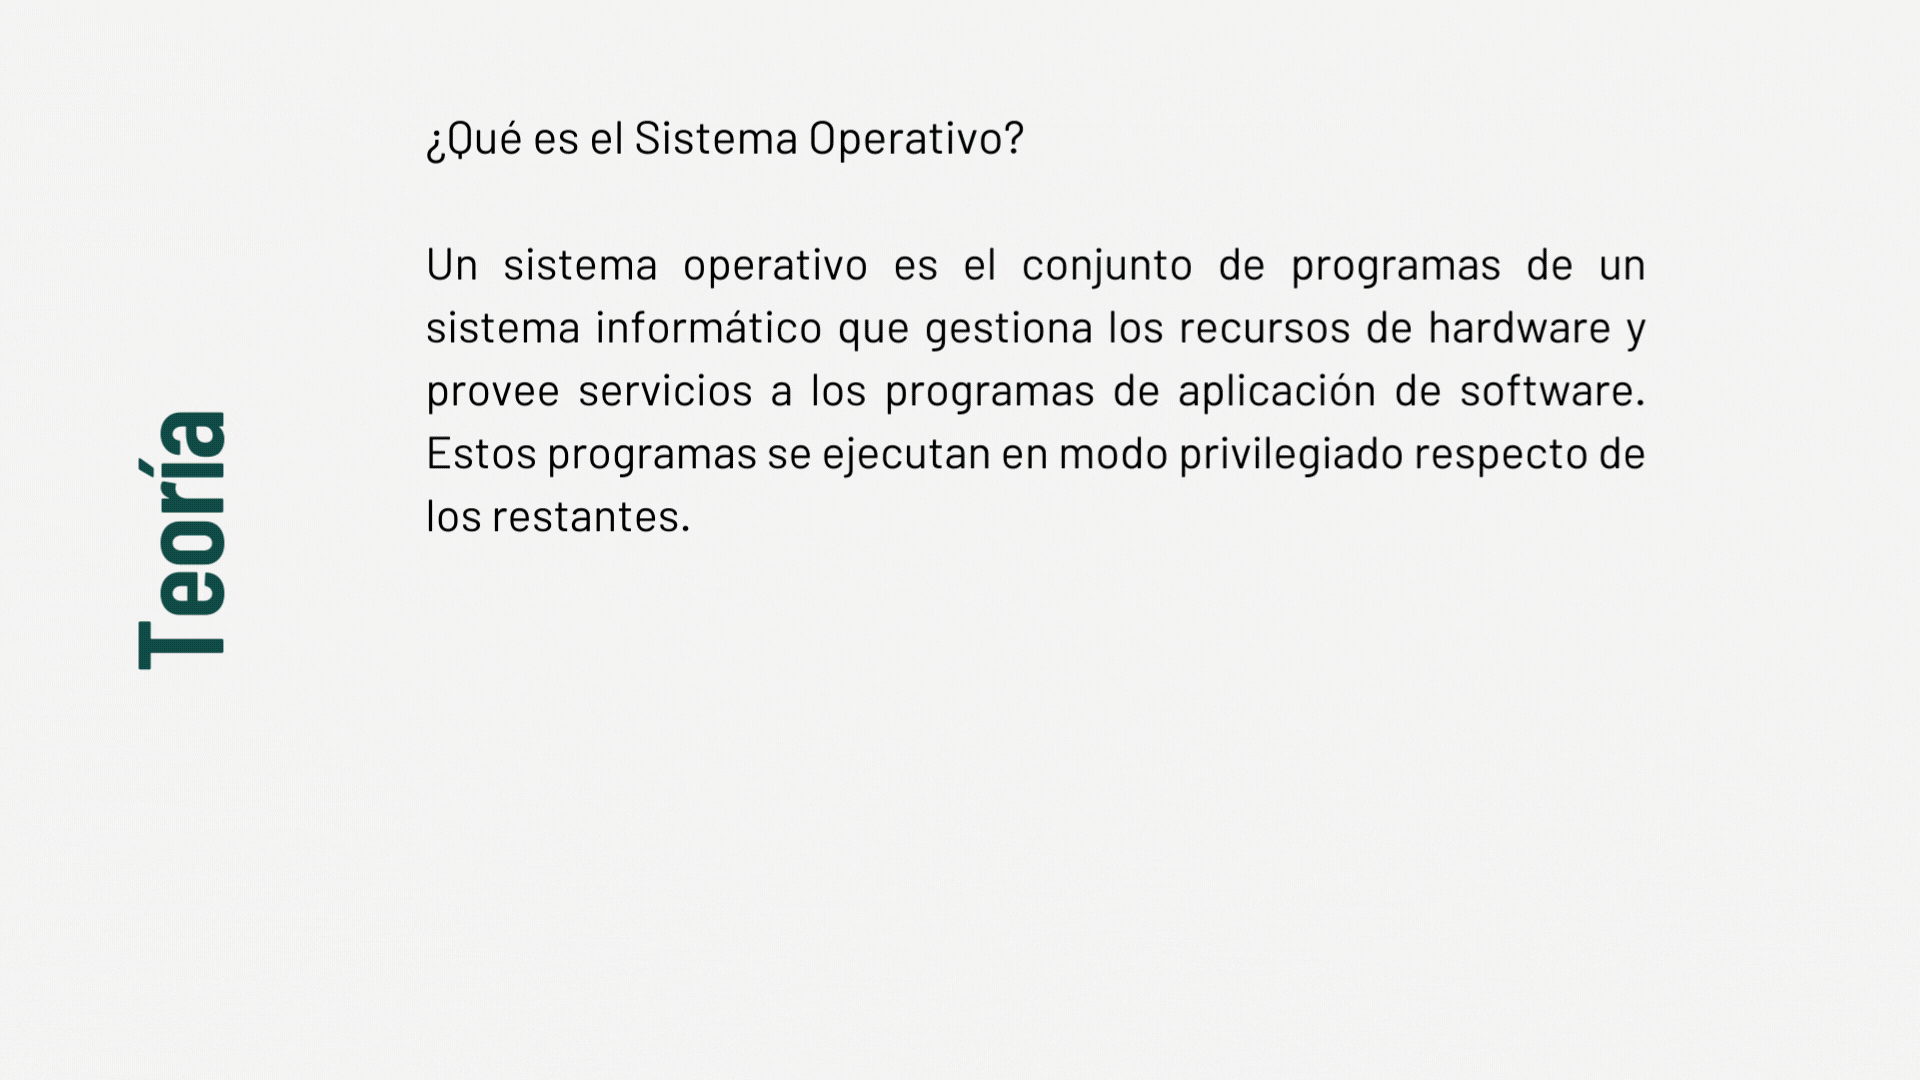 Teoría
¿Qué es el Sistema Operativo?
Un sistema operativo es el conjunto de programas de un
sistema informático que gestiona los recursos de hardware y
provee servicios a los programas de aplicación de software.
Estos programas se ejecutan en modo privilegiado respecto de
los restantes.